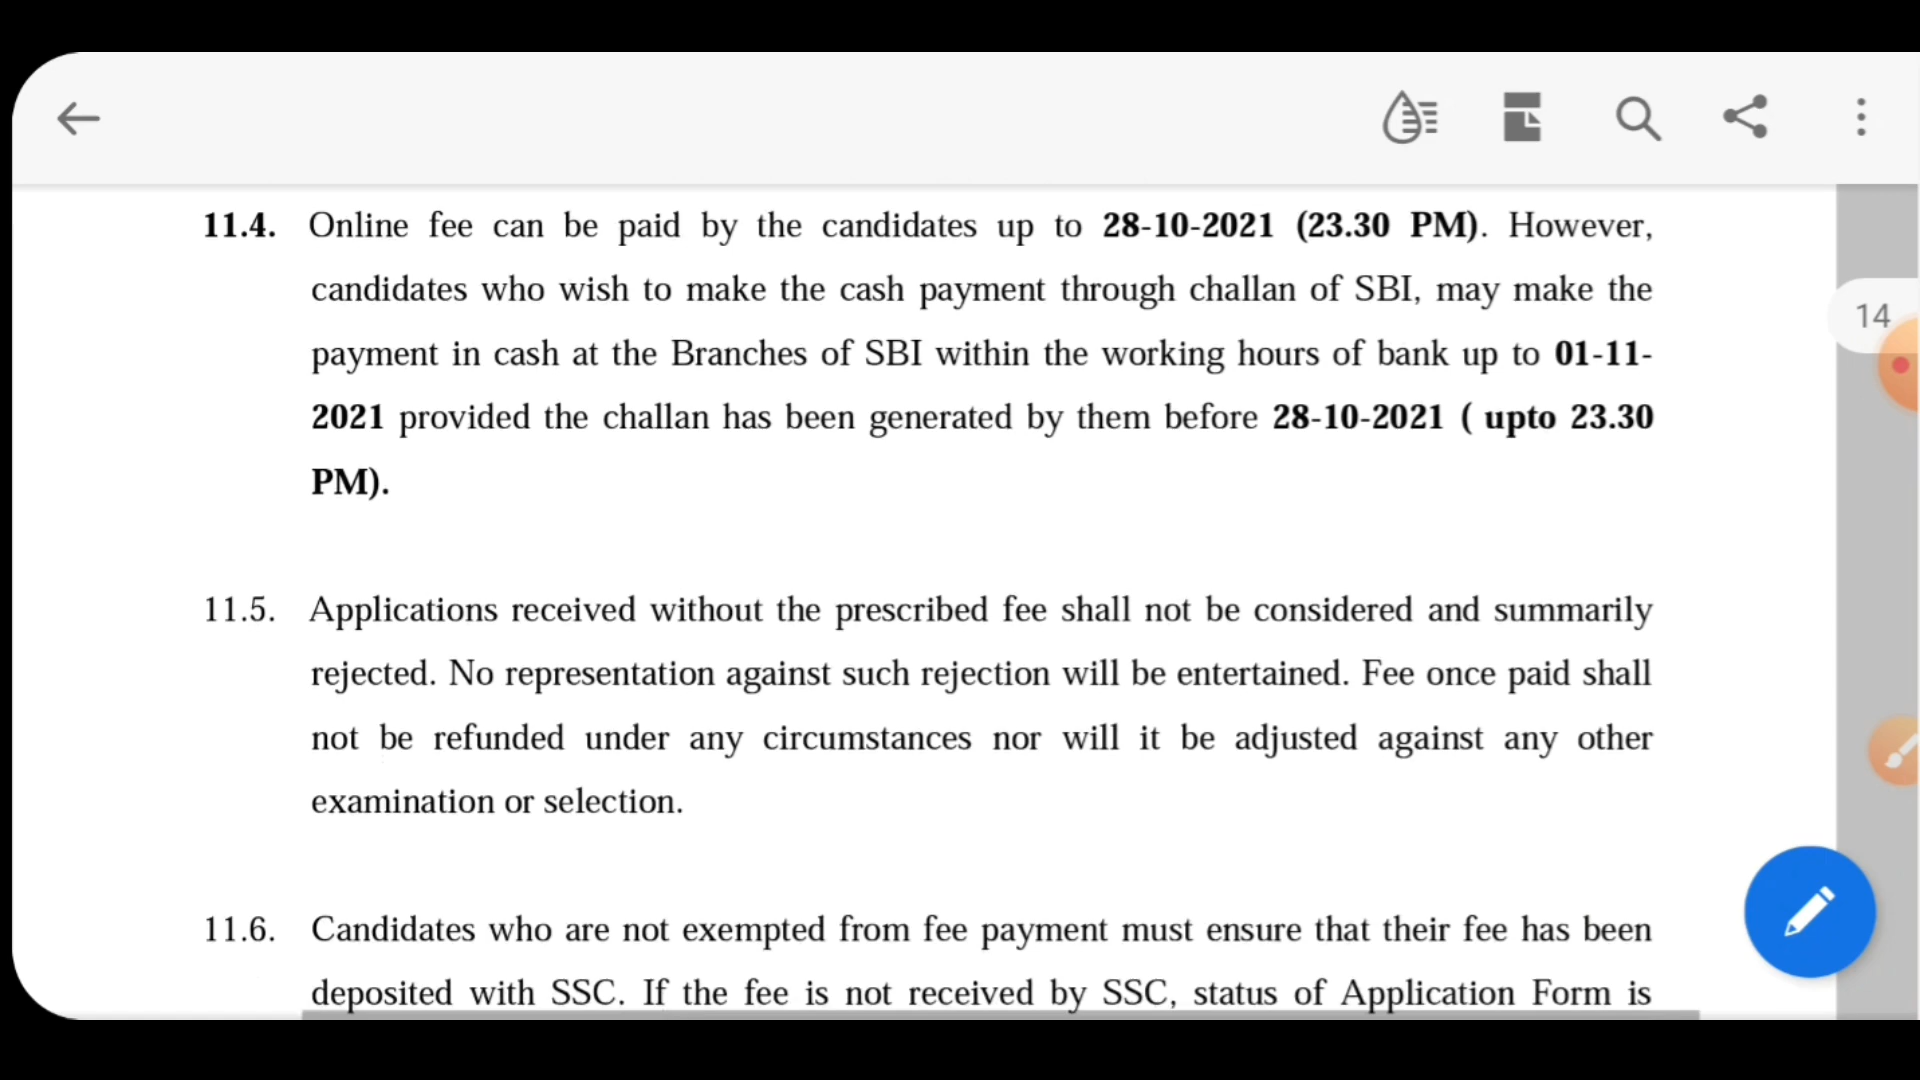 14
11.4. Online fee can be paid by the candidates up to 28-10-2021 (23.30 PM). However,
candidates who wish to make the cash payment through challan of SBI, may make the
payment in cash at the Branches of SBI within the working hours of bank up to 01-11-
2021 provided the challan has been generated by them before 28-10-2021 ( upto 23.30
PM).
11.5. Applications received without the prescribed fee shall not be considered and summarily
rejected. No representation against such rejection will be entertained. Fee once paid shall
not be refunded under any circumstances nor will it be adjusted against any other
examination or selection.
11.6. Candidates who are not exempted from fee payment must ensure that their fee has been
deposited with SSC. If the fee is not received by SSC, status of Application Form is